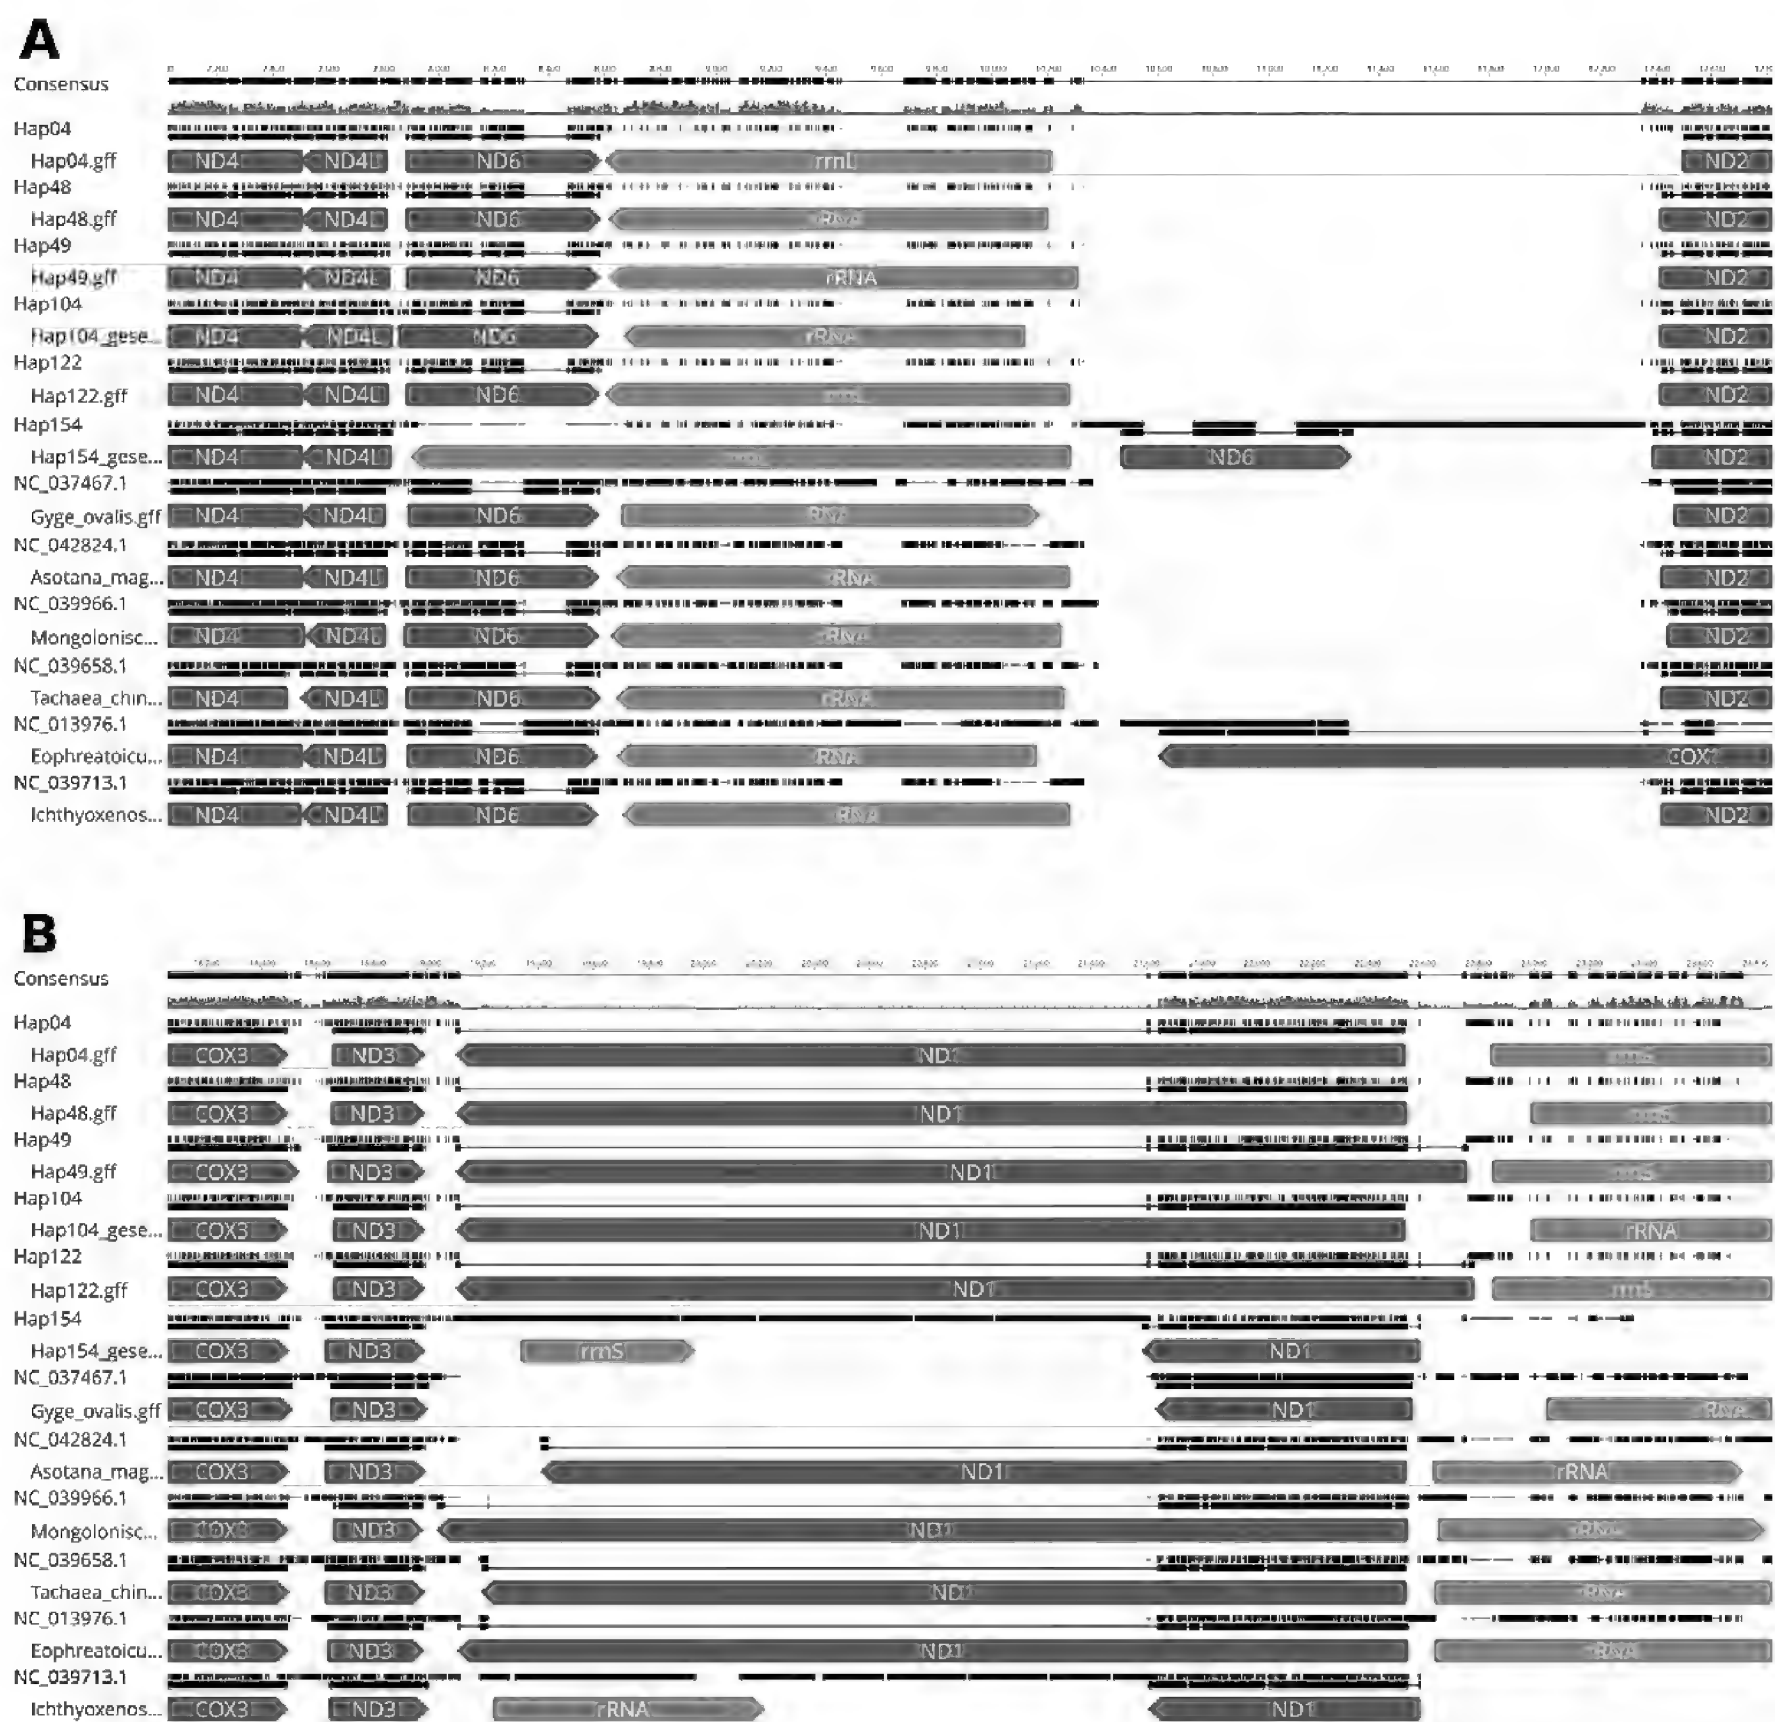 A
Consensus
Hap04
Hap04.gff ND4 ND4L ND6 rrnL ND2
Hap48
Hap48.gff ND4 ND4L ND6 rRNA ND2
Hap49
Hap49.gff ND4 ND4L ND6 rRNA ND2
Hap104
Hap104_gese... ND4 ND4L ND6 rRNA ND2
Hap122
Hap122.gff ND4 ND4L ND6 ND2
Hap154
Hap154_gese... ND4 ND4L ND6 ND2
NC_037467.1
Gyge_ovalis.gff ND4 ND4L ND6 ND2
NC_042824.1
Asotana_mag... ND4 ND4L ND6 rRNA ND2
NC_039966.1
Mongolonisc... ND4 ND4L ND6 rRNA ND2
NC_039658.1
Tachaea_chin... ND4 ND4L ND6 rRNA ND2
NC_013976.1
Eophreatoicu... ND4 ND4L ND6 rRNA
NC_039713.1
Ichthyoxenos... ND4 ND4L ND6 rRNA ND2
B
Consensus
Hap04
Hap04.gff COX3 ND3 ND1
Hap48
Hap48.gff COX3 ND3 ND1 rrnS
Hap49
Hap49.gff COX3 ND3 ND1 rrnS
Hap104
Hap104_gese... COX3 ND3 ND1 rRNA
Hap122
Hap122.gff COX3 ND3 ND1 rrnS
Hap154
Hap154_gese... COX3 ND3 rrnS ND1
NC_037467.1
Gyge_ovalis.gff COX3 ND3 ND1 rRNA
NC_042824.1
Asotana_mag... COX3 ND3 ND1 rRNA
NC_039966.1
Mongolonisc... COX3 ND3 ND1 rRNA
NC_039658.1
Tachaea_chin... COX3 ND3 ND1 rRNA
NC_013976.1
Eophreatoicu... COX3 ND3 ND1 rRNA
NC_039713.1
Ichthyoxenos... COX3 ND3 rRNA ND1